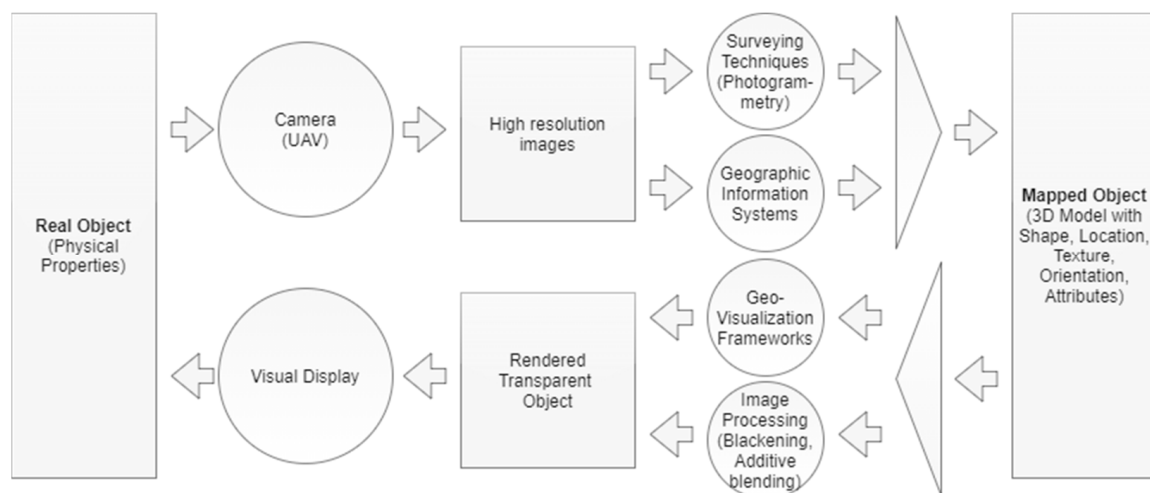 Real Object
(Physical
Properties)
Camera
(UAV)
High resolution
images
Surveying
Techniques
(Photogram-
metry)
Geographic
Information
Systems
Mapped Object
(3D Model with
Shape, Location,
Texture,
Orientation,
Attributes)
Geo-
Visualization
Frameworks
Image
Processing
(Blackening,
Additive
blending)
Rendered
Transparent
Object
Visual Display